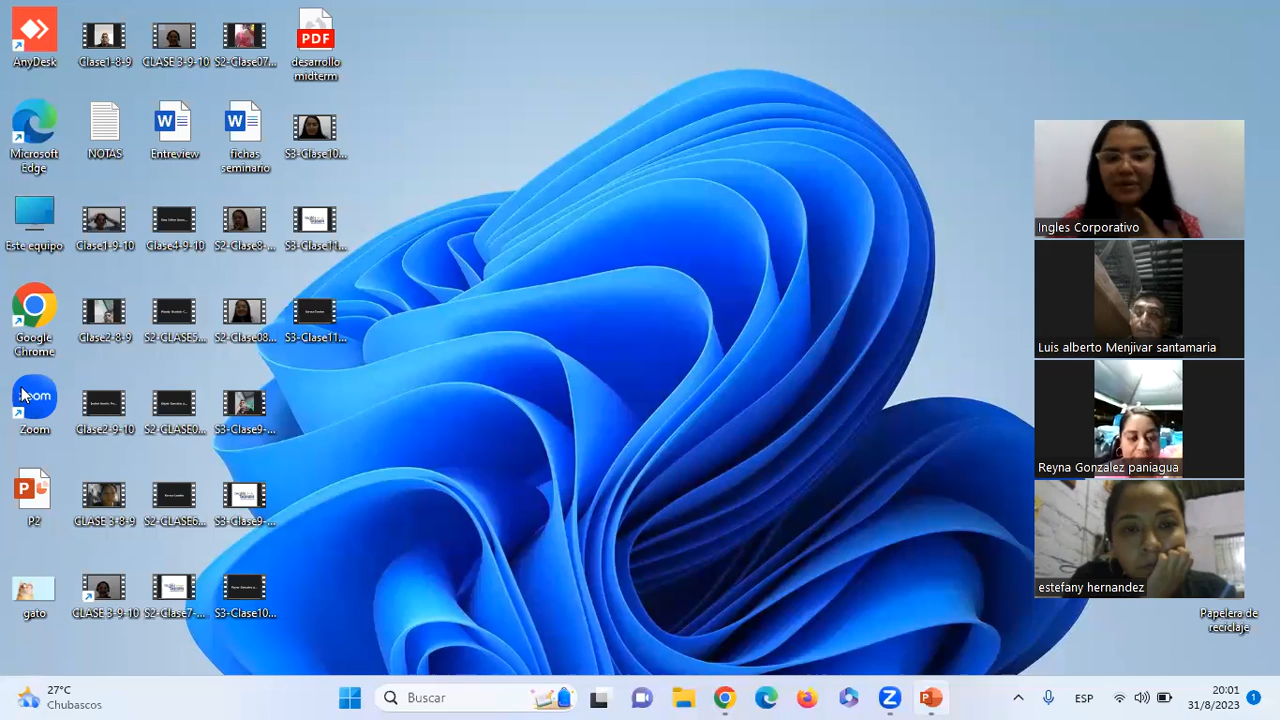 AnyDesk
Clase1-8-9
CLASE 3-9-10
S2-Clase07...
PDF
desarrollo
midterm
Microsoft
Edge
NOTAS
W
Entreview
W
fichas
seminario
S3-Clase10...
Este equipo
Clase1-9-10
Clase4-9-10
S2-Clase8-...
S3-Clase11...
Google
Chrome
Clase2-8-9
S2-CLASE5...
S2-Clase08...
S3-Clase11...
zoom
Zoom
Clase2-9-10
S2-CLASE0...
S3-Clase9-...
P
P2
CLASE 3-8-9
S2-CLASE6...
S3-Clase9-...
gato
CLASE 3-9-10
S2-Clase7-...
S3-Clase10...
Ingles Corporativo
Luis alberto Menjivar santamaria
Reyna Gonzalez paniagua
estefany hernandez
Papelera de
reciclaje
27°C
Chubascos
Buscar
Z
P
ESP
20:01
31/8/2023
1